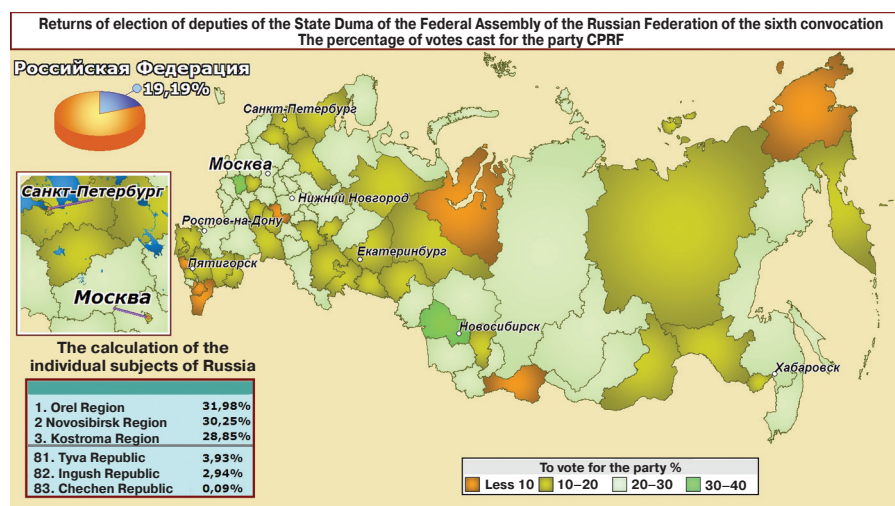 Returns of election of deputies of the State Duma of the Federal Assembly of the Russian Federation of the sixth convocation
The percentage of votes cast for the party CPRF
Российская Федерация
19,19%
Санкт-Петербург
Москва
Нижний Новгород
Ростов-на-Дону
Пятигорск
Екатеринбург
Новосибирск
Хабаровск
Санкт-Петербург
Москва
The calculation of the
individual subjects of Russia
1. Orel Region 31,98%
2 Novosibirsk Region 30,25%
3. Kostroma Region 28,85%
81. Tyva Republic 3,93%
82. Ingush Republic 2,94%
83. Chechen Republic 0,09%
To vote for the party %
Less 10 10–20 20–30 30–40